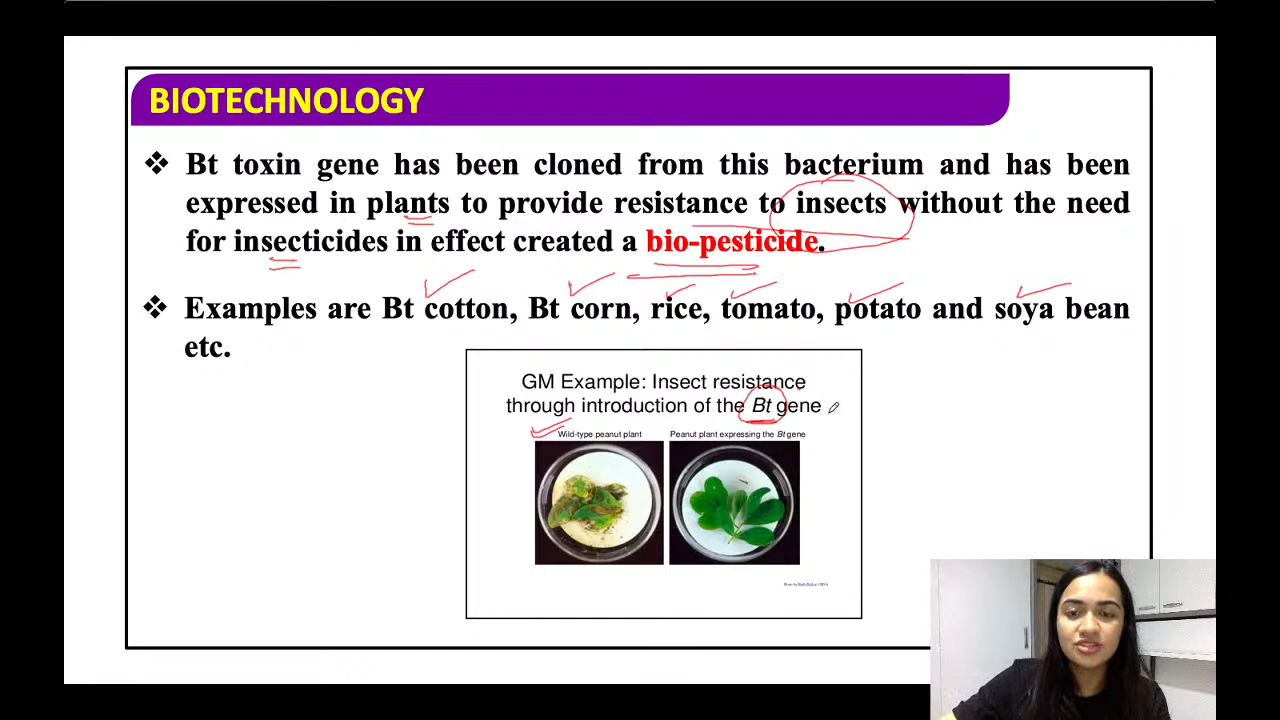 BIOTECHNOLOGY
❖ Bt toxin gene has been cloned from this bacterium and has been
expressed in plants to provide resistance to insects without the need
for insecticides in effect created a bio-pesticide.
❖ Examples are Bt cotton, Bt corn, rice, tomato, potato and soya bean
etc.
GM Example: Insect resistance
through introduction of the Bt gene
Wild-type peanut plant
Peanut plant expressing the Bt gene